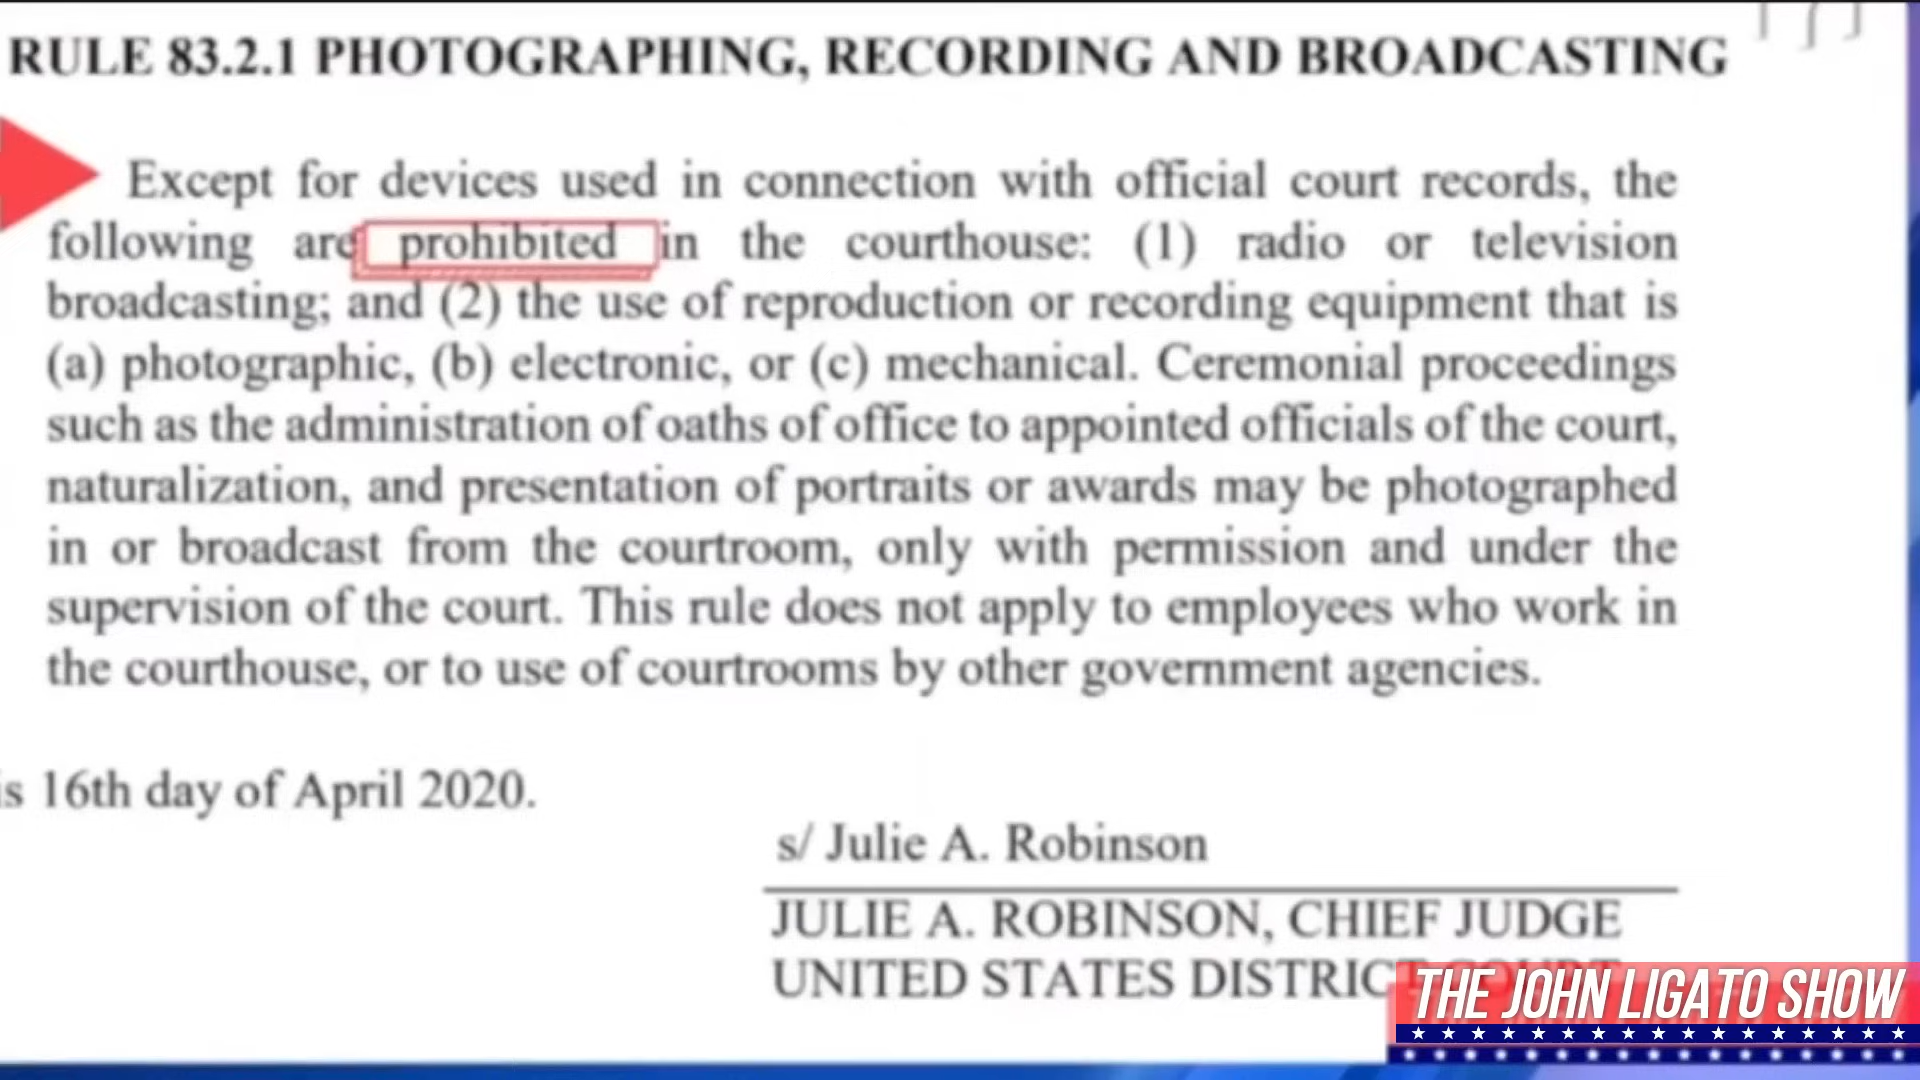 RULE 83.2.1 PHOTOGRAPHING, RECORDING AND BROADCASTING
Except for devices used in connection with official court records, the
following are prohibited in the courthouse: (1) radio or television
broadcasting; and (2) the use of reproduction or recording equipment that is
(a) photographic, (b) electronic, or (c) mechanical. Ceremonial proceedings
such as the administration of oaths of office to appointed officials of the court,
naturalization, and presentation of portraits or awards may be photographed
in or broadcast from the courtroom, only with permission and under the
supervision of the court. This rule does not apply to employees who work in
the courthouse, or to use of courtrooms by other government agencies.
is 16th day of April 2020.
s/ Julie A. Robinson
JULIE A. ROBINSON, CHIEF JUDGE
UNITED STATES DISTRICT COURT
THE JOHN LIGATO SHOW